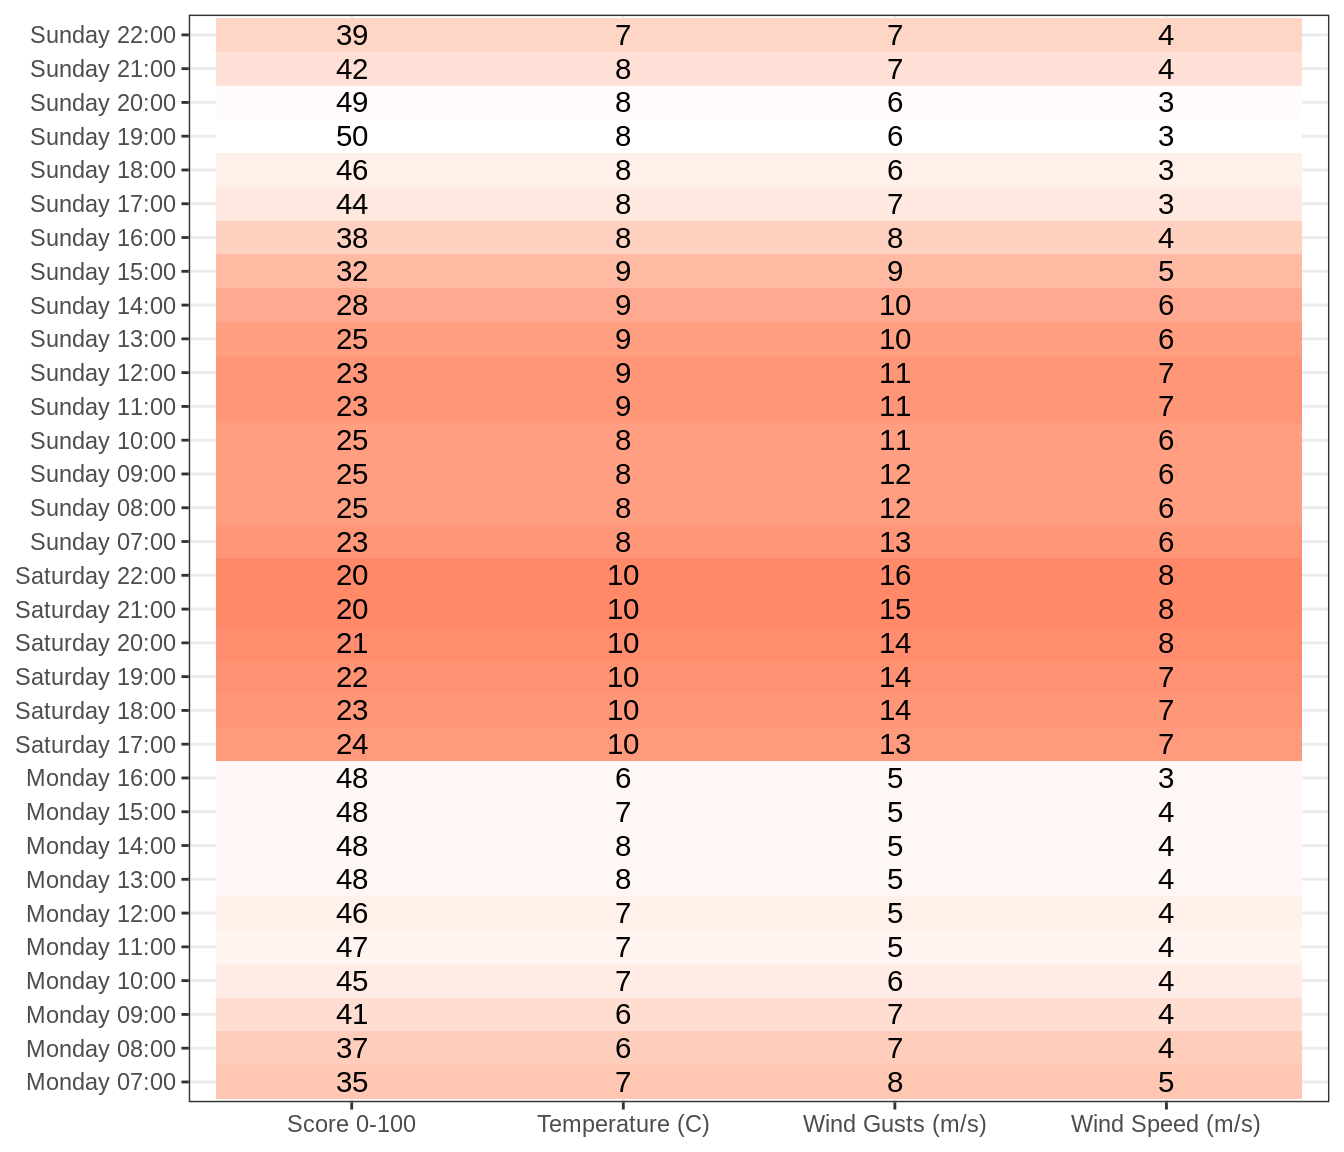 Sunday 22:00 39 7 7 4
Sunday 21:00 42 8 7 4
Sunday 20:00 49 8 6 3
Sunday 19:00 50 8 6 3
Sunday 18:00 46 8 6 3
Sunday 17:00 44 8 7 3
Sunday 16:00 38 8 8 4
Sunday 15:00 32 9 9 5
Sunday 14:00 28 9 10 6
Sunday 13:00 25 9 10 6
Sunday 12:00 23 9 11 7
Sunday 11:00 23 9 11 7
Sunday 10:00 25 8 11 6
Sunday 09:00 25 8 12 6
Sunday 08:00 25 8 12 6
Sunday 07:00 23 8 13 6
Saturday 22:00 20 10 16 8
Saturday 21:00 20 10 15 8
Saturday 20:00 21 10 14 8
Saturday 19:00 22 10 14 7
Saturday 18:00 23 10 14 7
Saturday 17:00 24 10 13 7
Monday 16:00 48 6 5 3
Monday 15:00 48 7 5 4
Monday 14:00 48 8 5 4
Monday 13:00 48 8 5 4
Monday 12:00 46 7 5 4
Monday 11:00 47 7 5 4
Monday 10:00 45 7 6 4
Monday 09:00 41 6 7 4
Monday 08:00 37 6 7 4
Monday 07:00 35 7 8 5
Score 0-100 Temperature (C) Wind Gusts (m/s) Wind Speed (m/s)